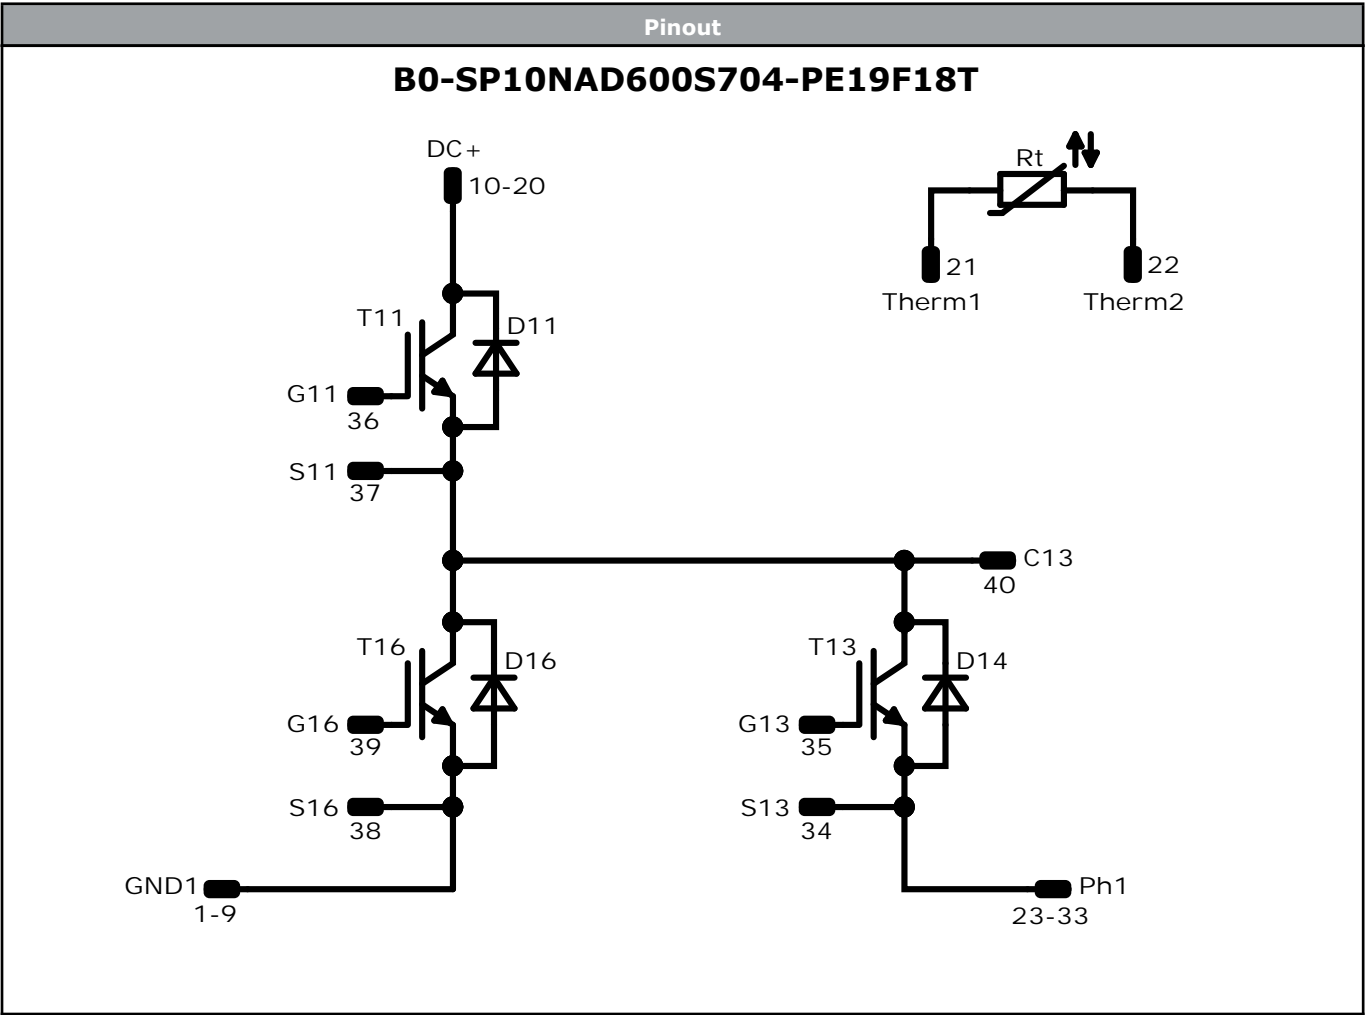 Pinout
B0-SP10NAD600S704-PE19F18T
DC+
10-20
Rt
21
22
Therm1
Therm2
T11
D11
G11
36
S11
37
C13
40
T16
D16
T13
D14
G16
39
G13
35
S16
38
S13
34
GND1
1-9
Ph1
23-33